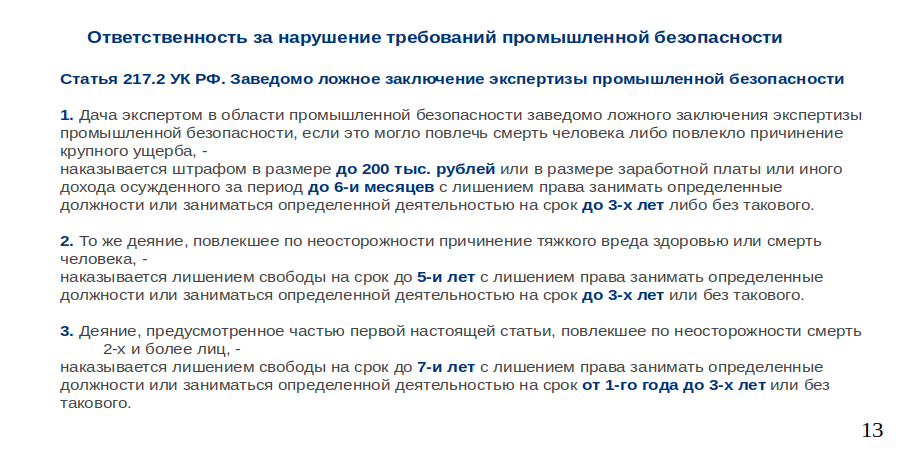 Ответственность за нарушение требований промышленной безопасности
Статья 217.2 УК РФ. Заведомо ложное заключение экспертизы промышленной безопасности
1. Дача экспертом в области промышленной безопасности заведомо ложного заключения экспертизы
промышленной безопасности, если это могло повлечь смерть человека либо повлекло причинение
крупного ущерба, -
наказывается штрафом в размере до 200 тыс. рублей или в размере заработной платы или иного
дохода осужденного за период до 6-и месяцев с лишением права занимать определенные
должности или заниматься определенной деятельностью на срок до 3-х лет либо без такового.
2. То же деяние, повлекшее по неосторожности причинение тяжкого вреда здоровью или смерть
человека, -
наказывается лишением свободы на срок до 5-и лет с лишением права занимать определенные
должности или заниматься определенной деятельностью на срок до 3-х лет или без такового.
3. Деяние, предусмотренное частью первой настоящей статьи, повлекшее по неосторожности смерть
2-х и более лиц, -
наказывается лишением свободы на срок до 7-и лет с лишением права занимать определенные
должности или заниматься определенной деятельностью на срок от 1-го года до 3-х лет или без
такового.
13